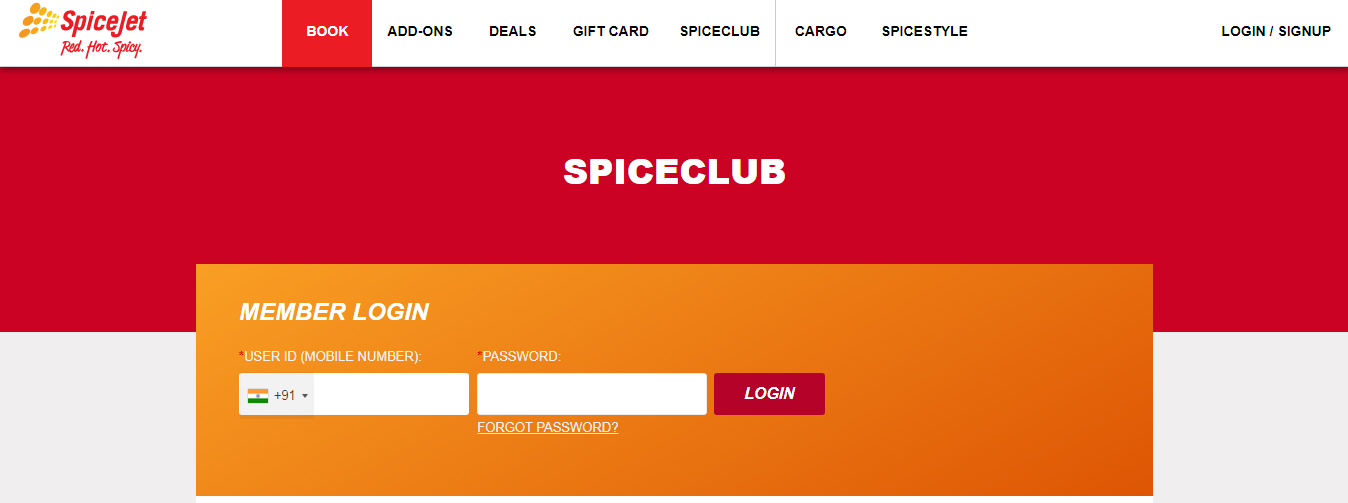 SpiceJet
Red. Hot. Spicy.
BOOK ADD-ONS DEALS GIFT CARD SPICECLUB CARGO SPICESTYLE LOGIN / SIGNUP
SPICECLUB
MEMBER LOGIN
*USER ID (MOBILE NUMBER): *PASSWORD:
+91 LOGIN
FORGOT PASSWORD?